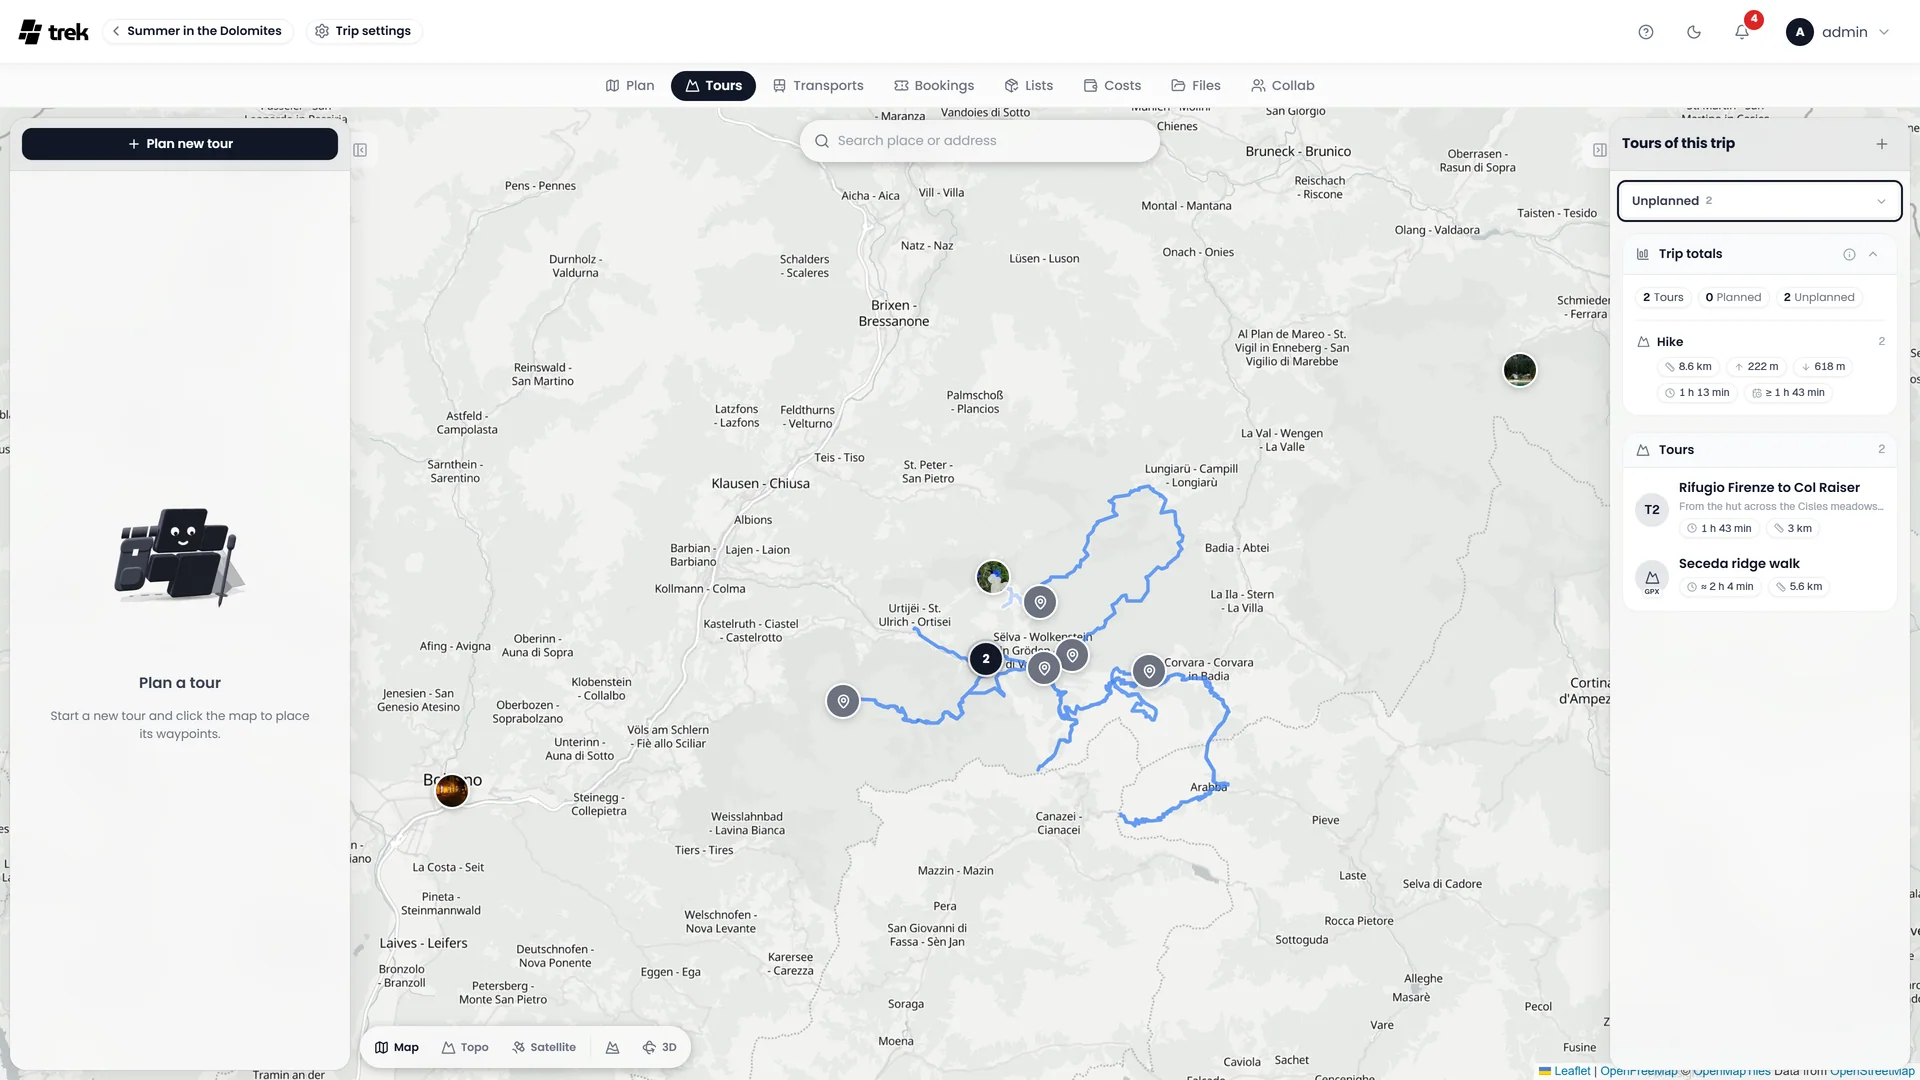 trek
Summer in the Dolomites
Trip settings
4
A
admin
Plan
Tours
Transports
Bookings
Lists
Costs
Files
Collab
Plan new tour
Plan a tour
Start a new tour and click the map to place
its waypoints.
Search place or address
- Maranza
Vandoies di Sotto
Chienes
San Giorgio
Bruneck - Brunico
Oberrasen -
Rasun di Sopra
Pens - Pennes
Aicha - Aica
Vill - Villa
Reischach
- Riscone
Montal - Mantana
Taisten - Tesido
Olang - Valdaora
Natz - Naz
Onach - Onies
Durnholz -
Valdurna
Schalders
- Scaleres
Lüsen - Luson
Brixen -
Bressanone
Schmieden
- Ferrara
Al Plan de Mareo - St.
Vigil in Enneberg - San
Vigilio di Marebbe
Reinswald -
San Martino
Palmschoß
- Plancios
Astfeld -
Campolasta
Latzfons
- Lazfons
Feldthurns
- Velturno
La Val - Wengen
- La Valle
Teis - Tiso
Sarnthein -
Sarentino
St. Peter -
San Pietro
Lungiarü - Campill
- Longiarù
Klausen - Chiusa
Albions
Barbian -
Barbiano
Lajen - Laion
Badia - Abtei
Kollmann - Colma
La Ila - Stern
- La Villa
Urtijëi - St.
Ulrich - Ortisei
Kastelruth - Ciastel
- Castelrotto
Sëlva - Wolkenstein
in Gröden
Afing - Avigna
Oberinn -
Auna di Sopra
2
Corvara - Corvara
in Badia
Klobenstein
- Collalbo
Jenesien - San
Genesio Atesino
Oberbozen -
Soprabolzano
Cortina
d'Ampez
Völs am Schlern
- Fiè allo Sciliar
Unterinn -
Auna di Sotto
Steinegg -
Collepietra
Arabba
Weisslahnbad
- Lavina Bianca
Canazei -
Cianacei
Pieve
Tiers - Tires
La Costa - Seit
Mazzin - Mazin
Laste
Selva di Cadore
Pineta -
Steinmannwald
Pera
Welschnofen -
Nova Levante
San Giovanni di
Fassa - Sèn Jan
Rocca Pietore
Sottoguda
Laives - Leifers
Deutschnofen -
Nova Ponente
Karersee
- Carezza
Bronzolo
- Branzoll
Eggen - Ega
Alleghe
Masarè
Petersberg -
Monte San Pietro
Soraga
Pecol
Vare
Moena
Fusine
Caviola
Sachet
Cencenighe
Tramin an der
Map
Topo
Satellite
3D
Tours of this trip
Unplanned 2
Trip totals
2 Tours
0 Planned
2 Unplanned
Hike
2
8.6 km
222 m
618 m
1 h 13 min
≥ 1 h 43 min
Tours
2
T2
Rifugio Firenze to Col Raiser
From the hut across the Cisles meadows…
1 h 43 min
3 km
GPX
Seceda ridge walk
≈ 2 h 4 min
5.6 km
Leaflet | OpenFreeMap © OpenMapTiles Data from OpenStreetMap